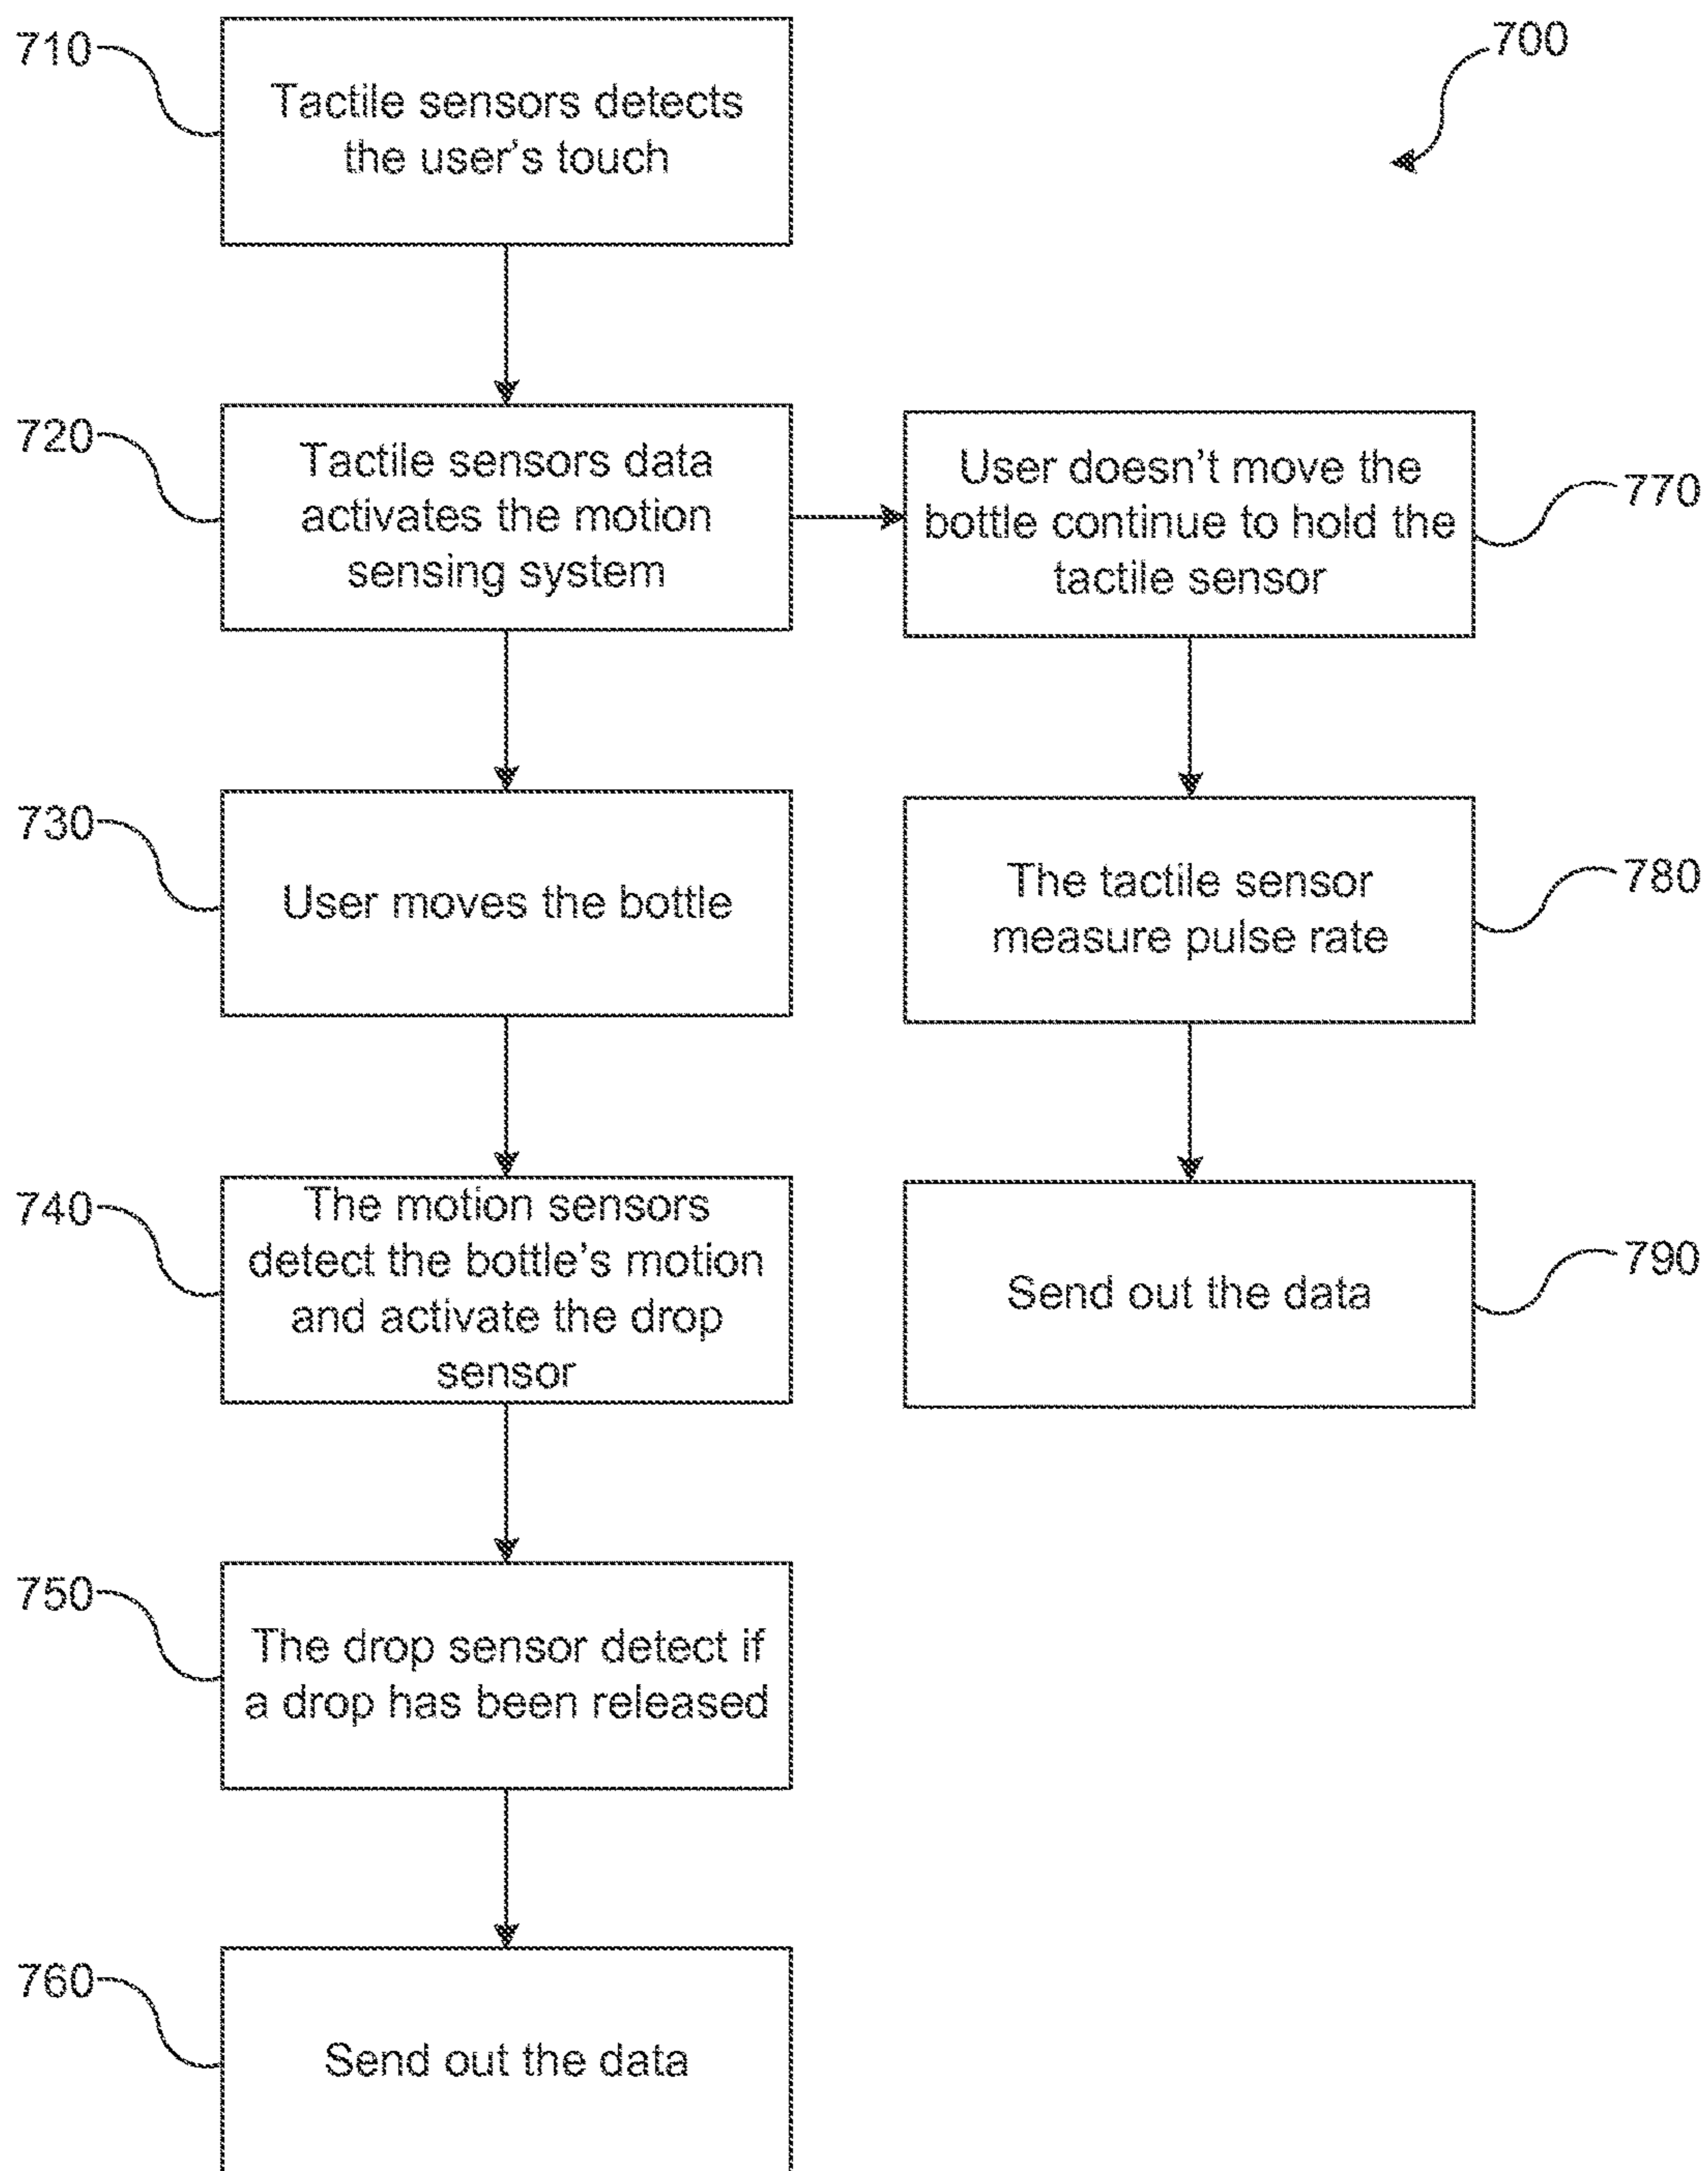 710
Tactile sensors detects
the user's touch
700
720
Tactile sensors data
activates the motion
sensing system
User doesn't move the
bottle continue to hold the
tactile sensor
770
730
User moves the bottle
The tactile sensor
measure pulse rate
780
740
The motion sensors
detect the bottle's motion
and activate the drop
sensor
Send out the data
790
750
The drop sensor detect if
a drop has been released
760
Send out the data